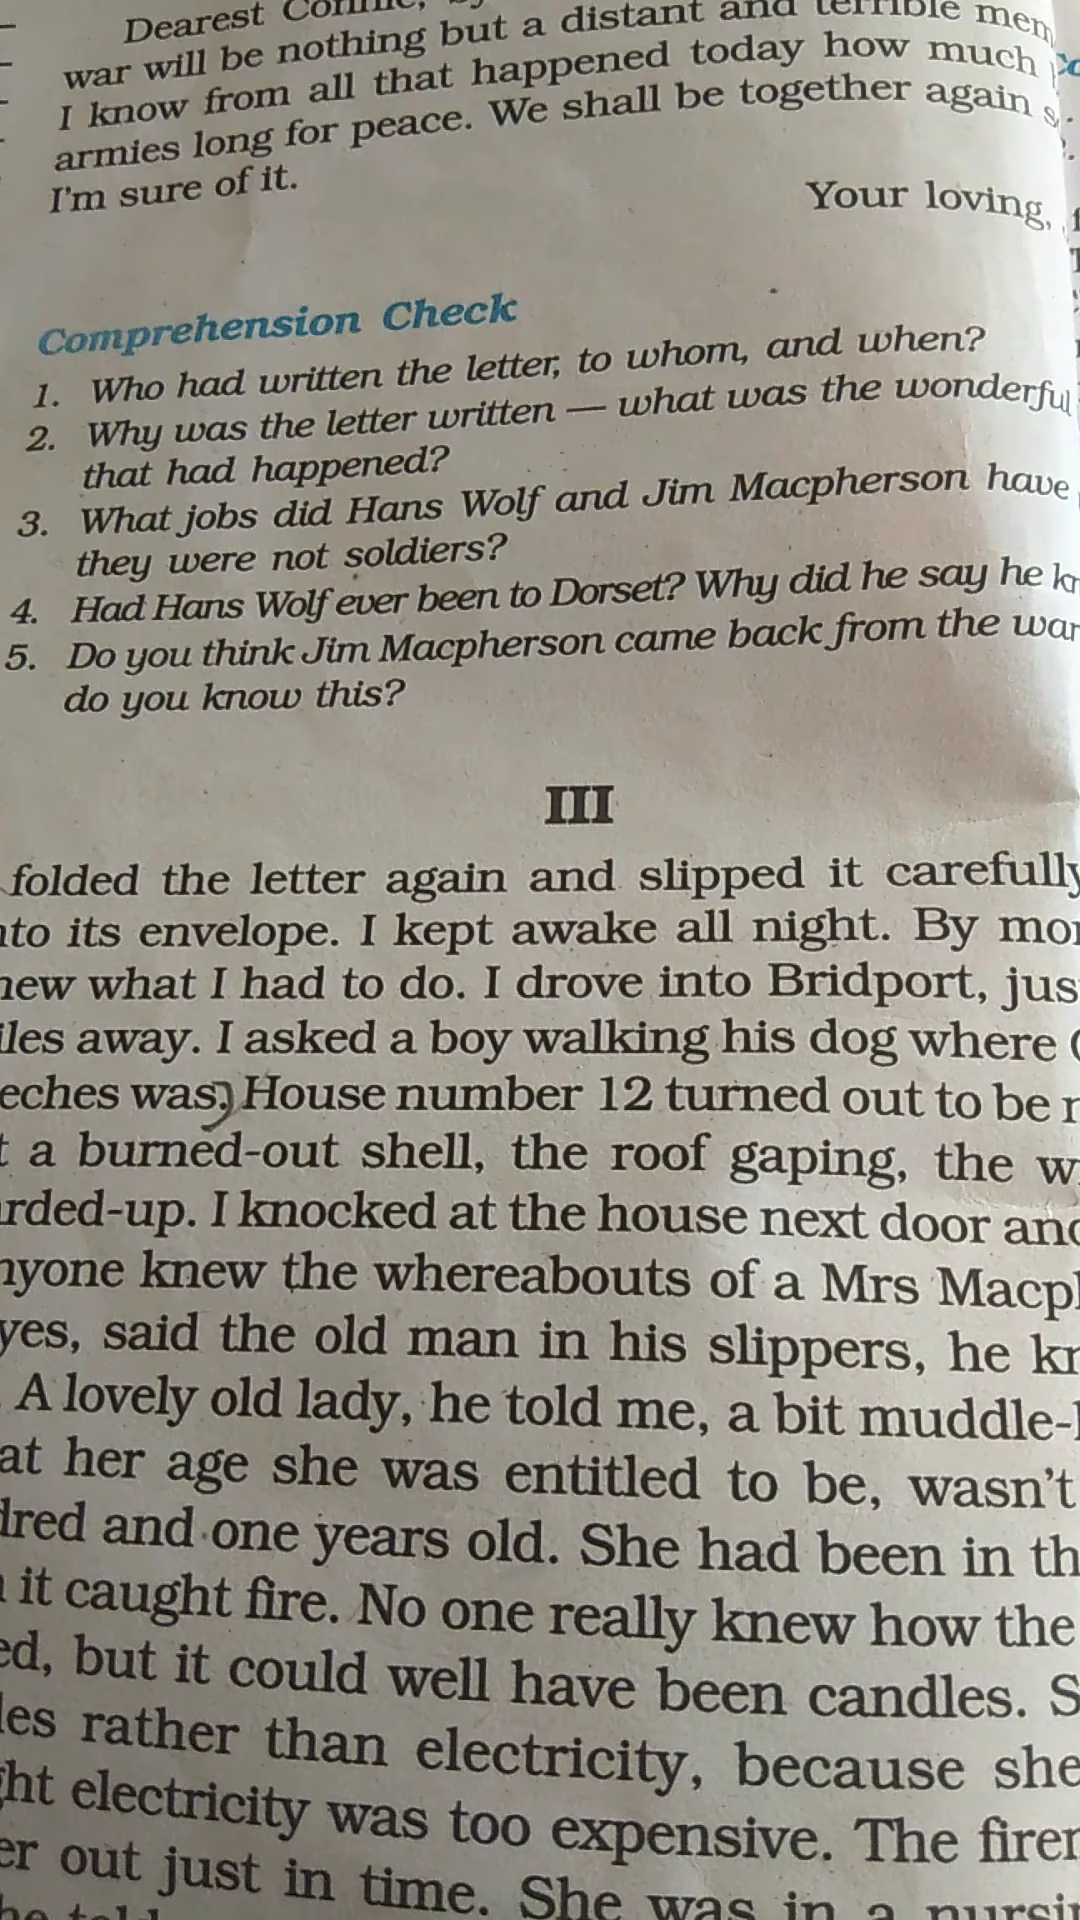 Dearest
war will be nothing but a distant and terrible mem
I know from all that happened today how much
armies long for peace. We shall be together again s
I'm sure of it.
Your loving,
Comprehension Check
1. Who had written the letter, to whom, and when?
2. Why was the letter written — what was the wonderful
that had happened?
3. What jobs did Hans Wolf and Jim Macpherson have
they were not soldiers?
4. Had Hans Wolf ever been to Dorset? Why did he say he kn
5. Do you think Jim Macpherson came back from the war
do you know this?
III
folded the letter again and slipped it carefully
nto its envelope. I kept awake all night. By mor
new what I had to do. I drove into Bridport, jus
iles away. I asked a boy walking his dog where
eches was. House number 12 turned out to be
t a burned-out shell, the roof gaping, the w
rded-up. I knocked at the house next door and
nyone knew the whereabouts of a Mrs Macph
yes, said the old man in his slippers, he kn
A lovely old lady, he told me, a bit muddle-h
at her age she was entitled to be, wasn't
dred and one years old. She had been in th
it caught fire. No one really knew how the
ed, but it could well have been candles. S
les rather than electricity, because she
ght electricity was too expensive. The firem
er out just in time. She was in a nursin
he told